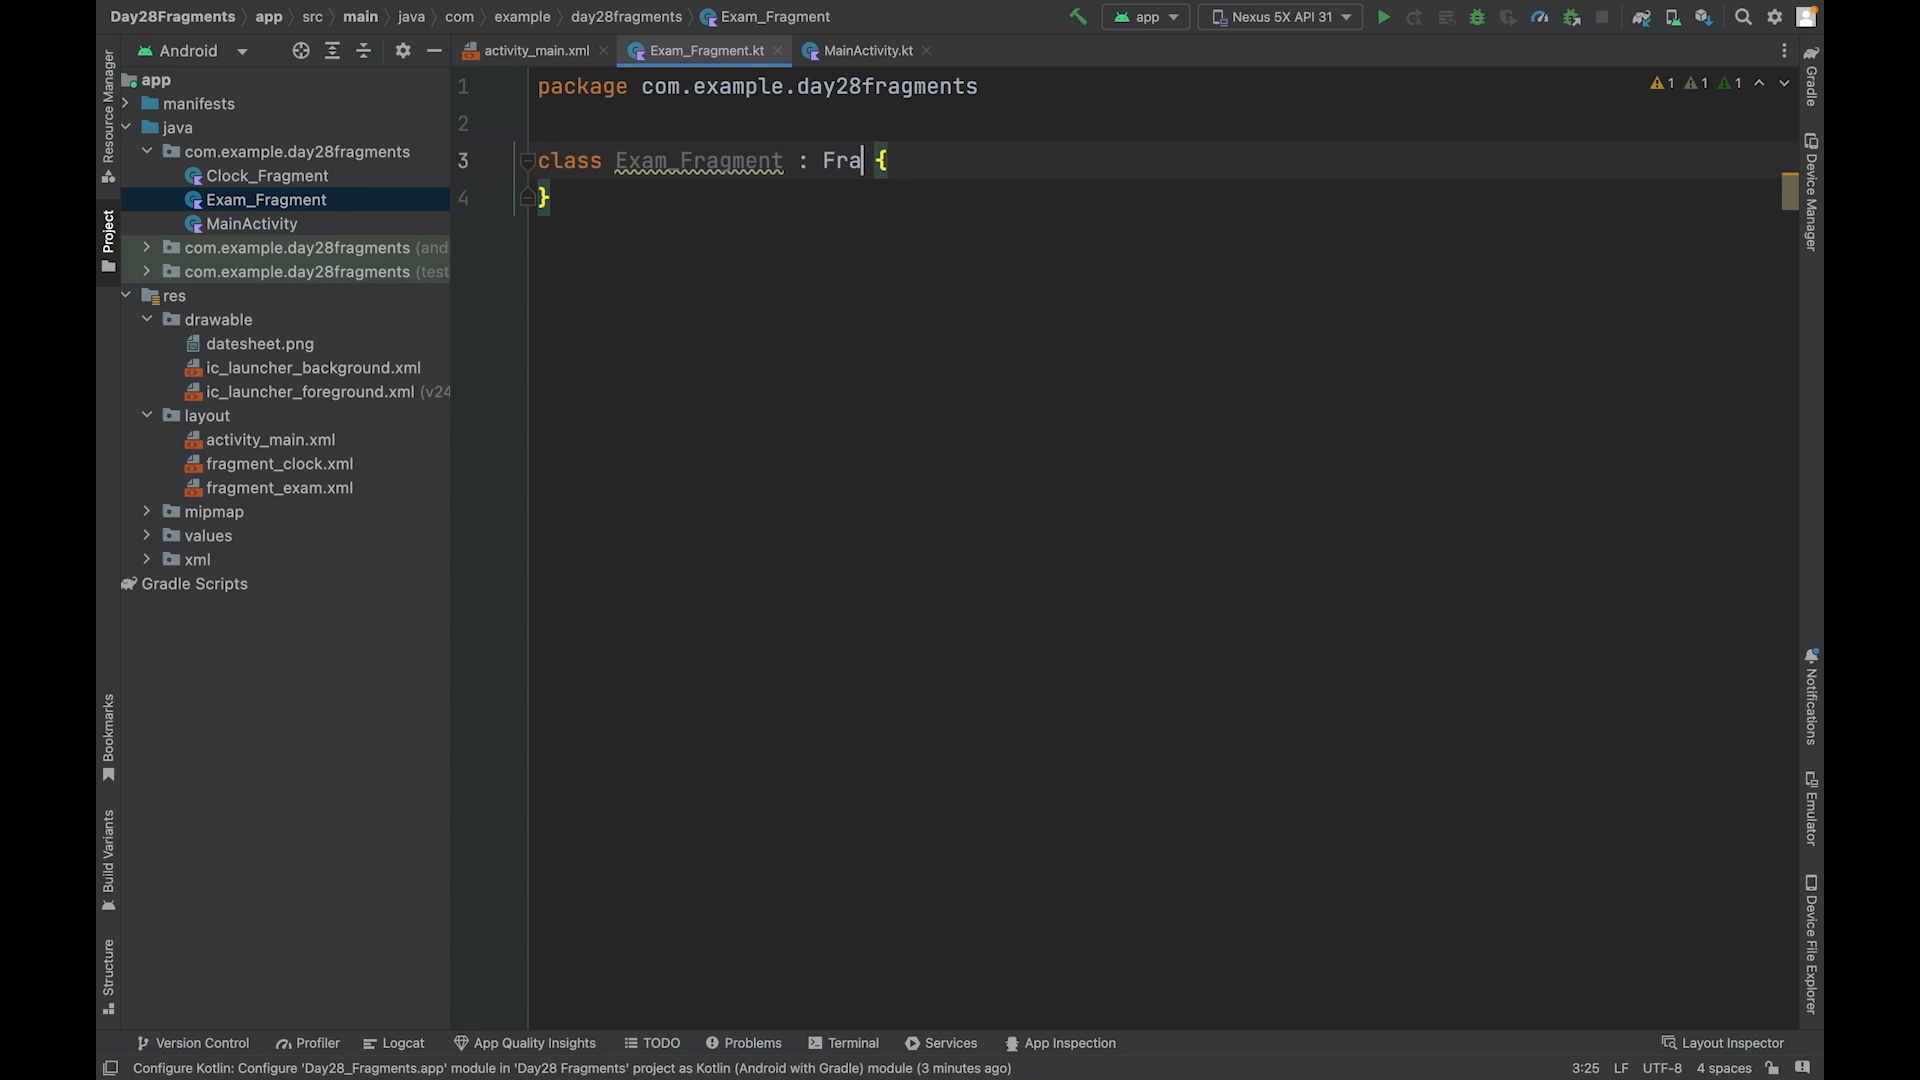 Day28Fragments app src main java com example day28fragments Exam_Fragment
app Nexus 5X API 31
Android
activity_main.xml Exam_Fragment.kt MainActivity.kt
Resource Manager
Project
Bookmarks
Build Variants
Structure
app
manifests
java
com.example.day28fragments
Clock_Fragment
Exam_Fragment
MainActivity
com.example.day28fragments (and
com.example.day28fragments (test
res
drawable
datesheet.png
ic_launcher_background.xml
ic_launcher_foreground.xml (v24
layout
activity_main.xml
fragment_clock.xml
fragment_exam.xml
mipmap
values
xml
Gradle Scripts
1 package com.example.day28fragments
2
3 class Exam_Fragment : Fra {
4 }
1 1 1
Gradle
Device Manager
Notifications
Emulator
Device File Explorer
Version Control Profiler Logcat App Quality Insights TODO Problems Terminal Services App Inspection Layout Inspector
Configure Kotlin: Configure 'Day28_Fragments.app' module in 'Day28 Fragments' project as Kotlin (Android with Gradle) module (3 minutes ago) 3:25 LF UTF-8 4 spaces